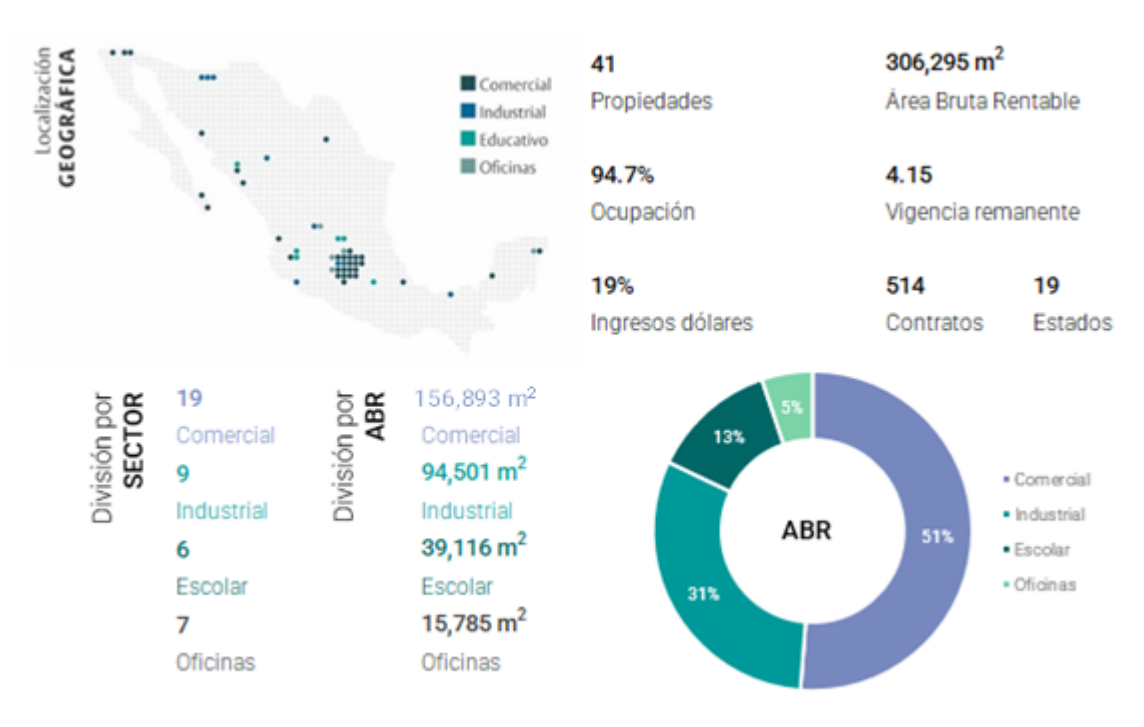 Localización
GEOGRÁFICA
Comercial
Industrial
Educativo
Oficinas
41
Propiedades
306,295 m²
Área Bruta Rentable
94.7%
Ocupación
4.15
Vigencia remanente
19%
Ingresos dólares
514
Contratos
19
Estados
División por
SECTOR
19
Comercial
9
Industrial
6
Escolar
7
Oficinas
División por
ABR
156,893 m²
Comercial
94,501 m²
Industrial
39,116 m²
Escolar
15,785 m²
Oficinas
5%
13%
31%
51%
ABR
Comercial
Industrial
Escolar
Oficinas